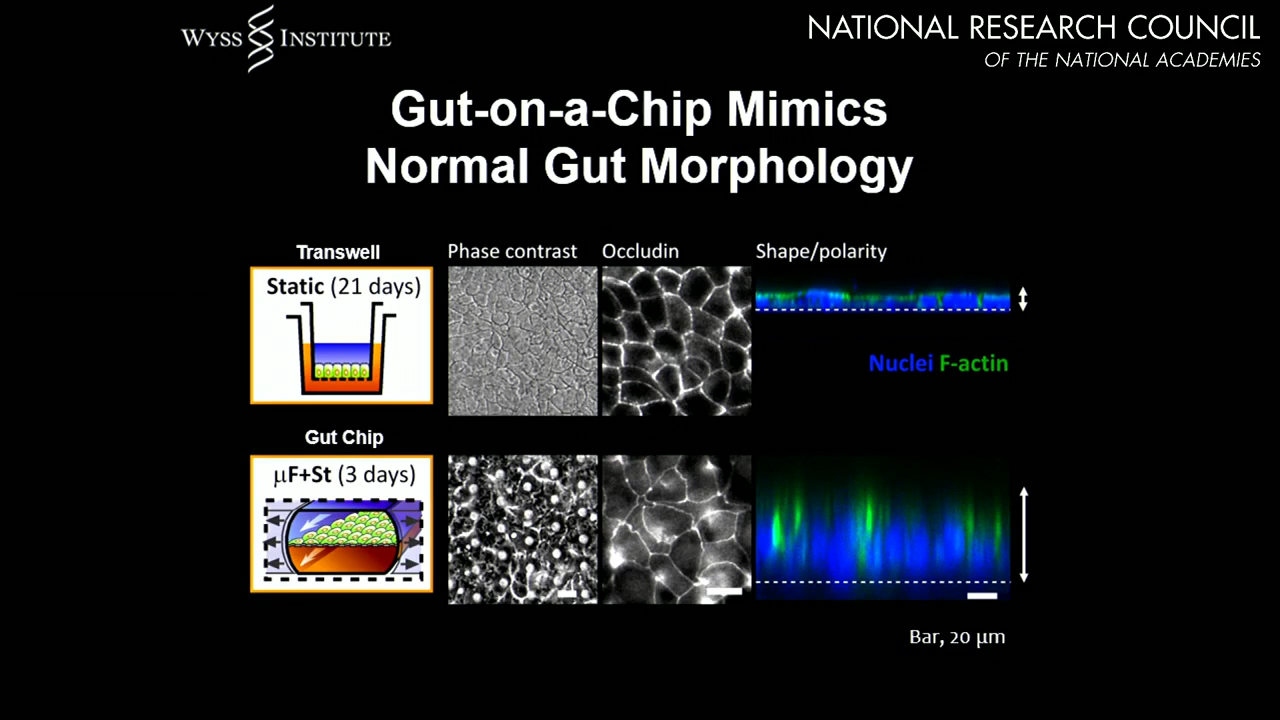 WYSS INSTITUTE
NATIONAL RESEARCH COUNCIL
OF THE NATIONAL ACADEMIES
Gut-on-a-Chip Mimics
Normal Gut Morphology
Transwell
Phase contrast
Occludin
Shape/polarity
Static (21 days)
Nuclei F-actin
Gut Chip
μF+St (3 days)
Bar, 20 μm